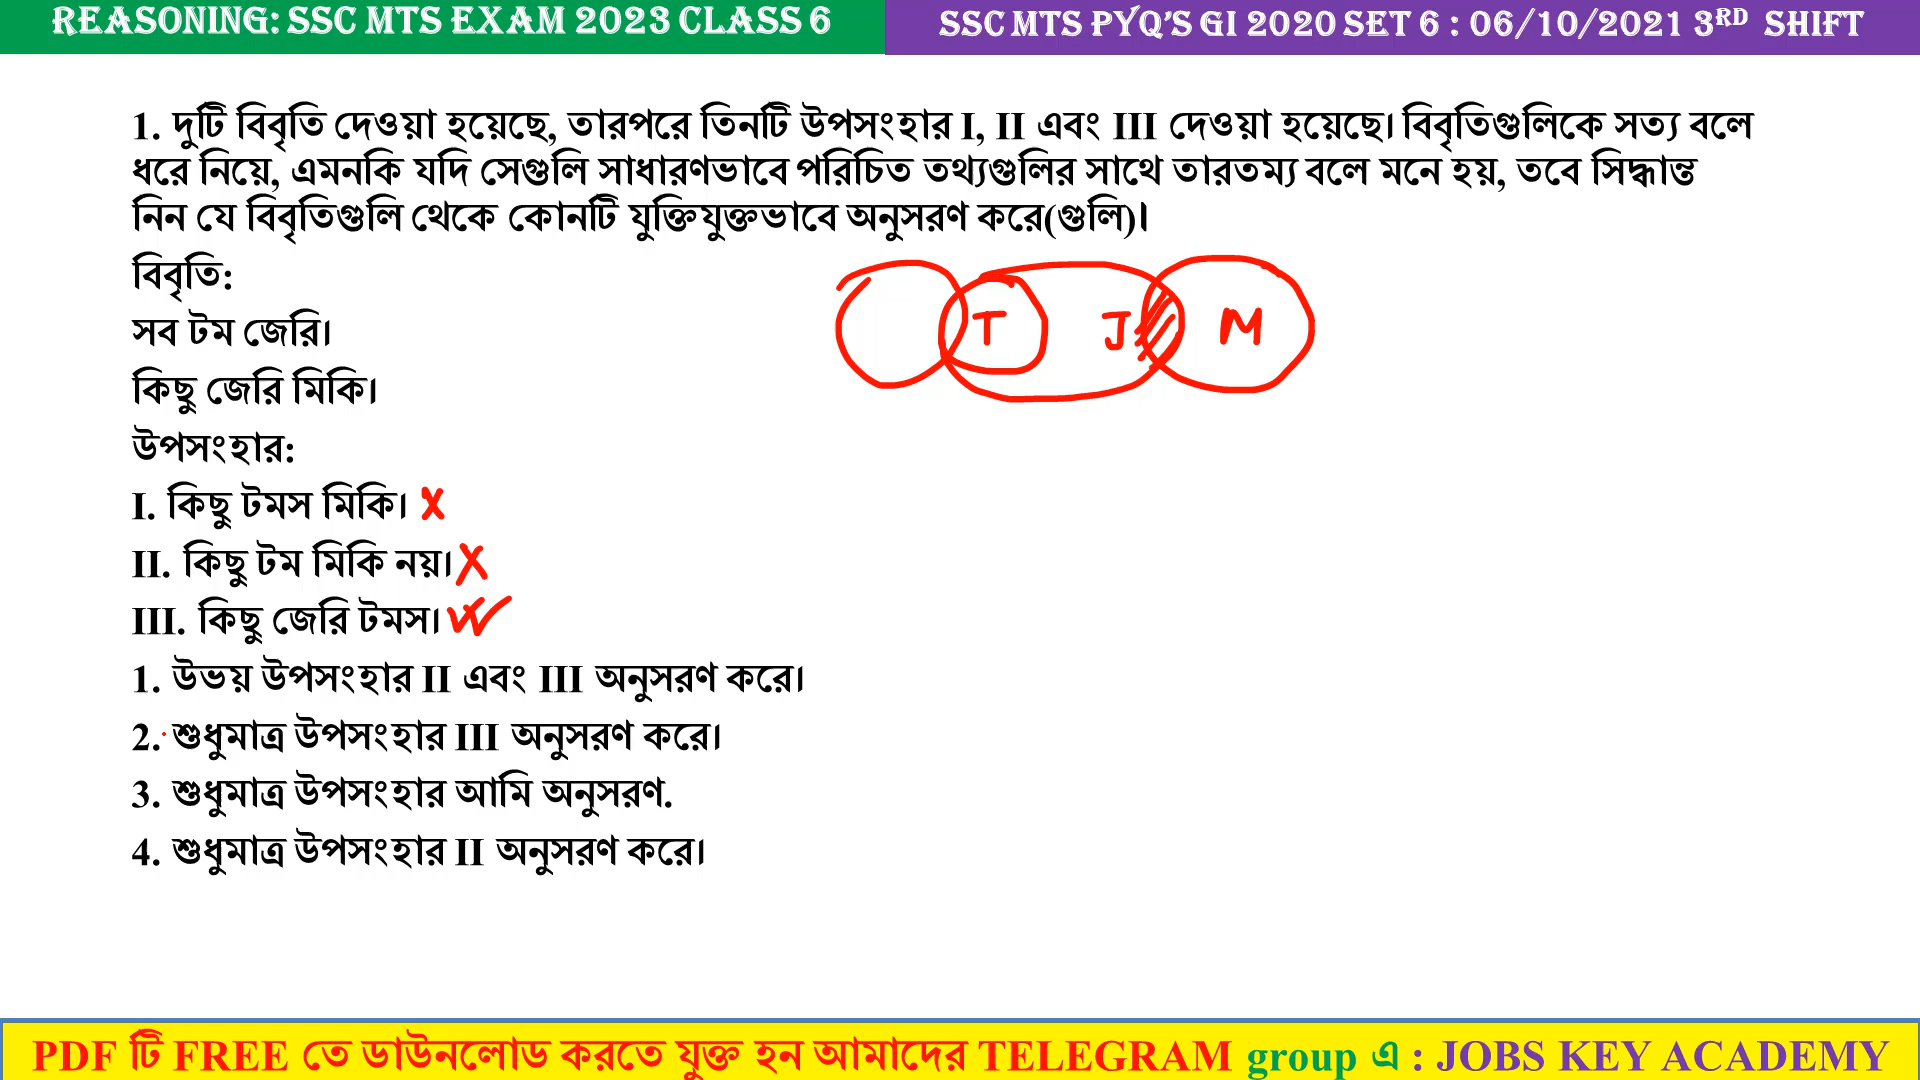 REASONING: SSC MTS EXAM 2023 CLASS 6
SSC MTS PYQ'S GI 2020 SET 6 : 06/10/2021 3RD SHIFT
1. দুটি বিবৃতি দেওয়া হয়েছে, তারপরে তিনটি উপসংহার I, II এবং III দেওয়া হয়েছে। বিবৃতিগুলিকে সত্য বলে
ধরে নিয়ে, এমনকি যদি সেগুলি সাধারণভাবে পরিচিত তথ্যগুলির সাথে তারতম্য বলে মনে হয়, তবে সিদ্ধান্ত
নিন যে বিবৃতিগুলি থেকে কোনটি যুক্তিযুক্তভাবে অনুসরণ করে(গুলি)।
বিবৃতি:
সব টম জেরি।
T J M
কিছু জেরি মিকি।
উপসংহার:
I. কিছু টমস মিকি। X
II. কিছু টম মিকি নয়। X
III. কিছু জেরি টমস।
1. উভয় উপসংহার II এবং III অনুসরণ করে।
2. শুধুমাত্র উপসংহার III অনুসরণ করে।
3. শুধুমাত্র উপসংহার আমি অনুসরণ.
4. শুধুমাত্র উপসংহার II অনুসরণ করে।
PDF টি FREE তে ডাউনলোড করতে যুক্ত হন আমাদের TELEGRAM group এ : JOBS KEY ACADEMY